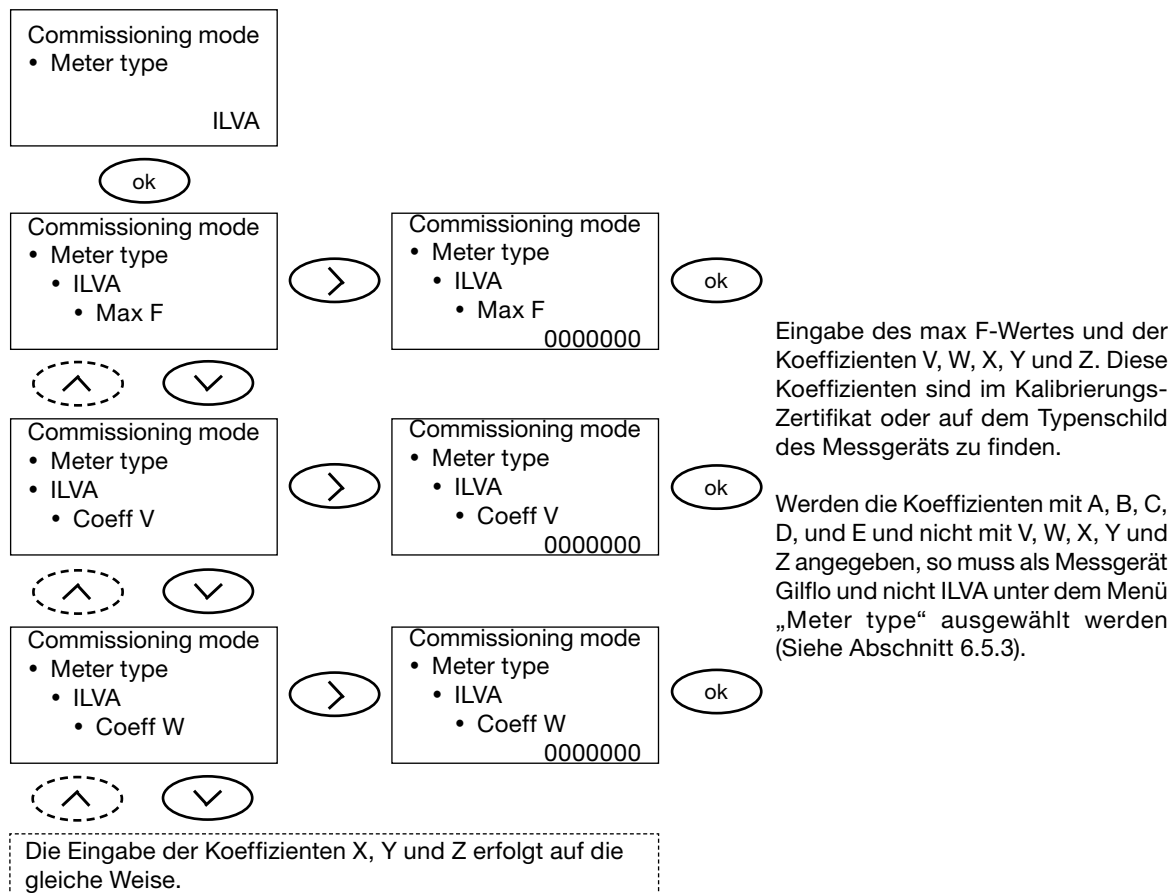 Commissioning mode
• Meter type
ILVA
ok
Commissioning mode
• Meter type
• ILVA
• Max F
Commissioning mode
• Meter type
• ILVA
• Max F
0000000
ok
Commissioning mode
• Meter type
• ILVA
• Coeff V
Commissioning mode
• Meter type
• ILVA
• Coeff V
0000000
ok
Commissioning mode
• Meter type
• ILVA
• Coeff W
Commissioning mode
• Meter type
• ILVA
• Coeff W
0000000
ok
Eingabe des max F-Wertes und der
Koeffizienten V, W, X, Y und Z. Diese
Koeffizienten sind im Kalibrierungs-
Zertifikat oder auf dem Typenschild
des Messgeräts zu finden.
Werden die Koeffizienten mit A, B, C,
D, und E und nicht mit V, W, X, Y und
Z angegeben, so muss als Messgerät
Gilflo und nicht ILVA unter dem Menü
„Meter type“ ausgewählt werden
(Siehe Abschnitt 6.5.3).
Die Eingabe der Koeffizienten X, Y und Z erfolgt auf die
gleiche Weise.